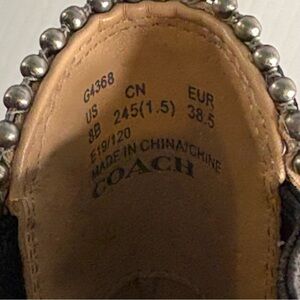 G4368
US CN EUR
8B 245(1.5) 38.5
E19/120
MADE IN CHINA/CHINE
COACH